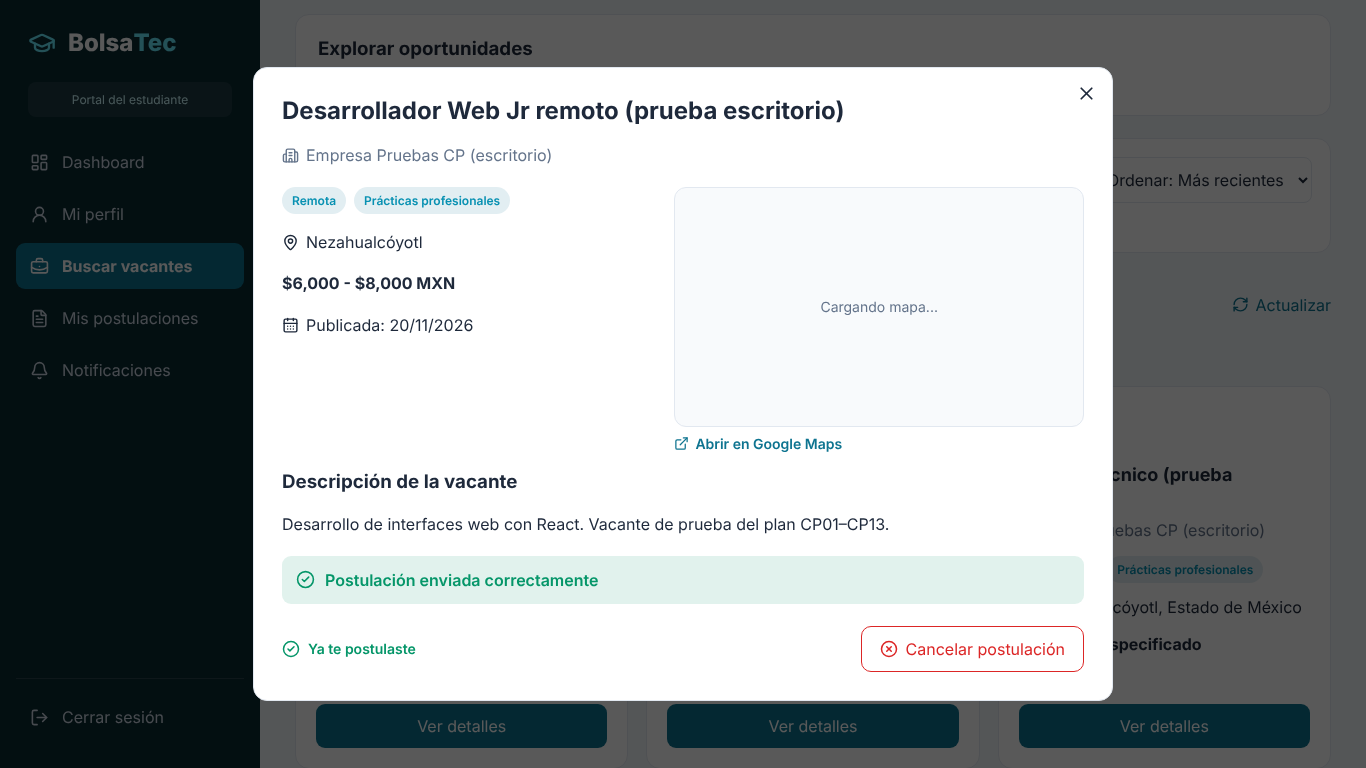 BolsaTec
Portal del estudiante
Dashboard
Mi perfil
Buscar vacantes
Mis postulaciones
Notificaciones
Cerrar sesión
Explorar oportunidades
Ordenar: Más recientes
Actualizar
Desarrollador Web Jr remoto (prueba escritorio)
Empresa Pruebas CP (escritorio)
Remota
Prácticas profesionales
Nezahualcóyotl
$6,000 - $8,000 MXN
Publicada: 20/11/2026
Cargando mapa...
Abrir en Google Maps
Descripción de la vacante
Desarrollo de interfaces web con React. Vacante de prueba del plan CP01–CP13.
Postulación enviada correctamente
Ya te postulaste
Cancelar postulación
(prueba
CP (escritorio)
Prácticas profesionales
Estado de México
Ver detalles
Ver detalles
Ver detalles